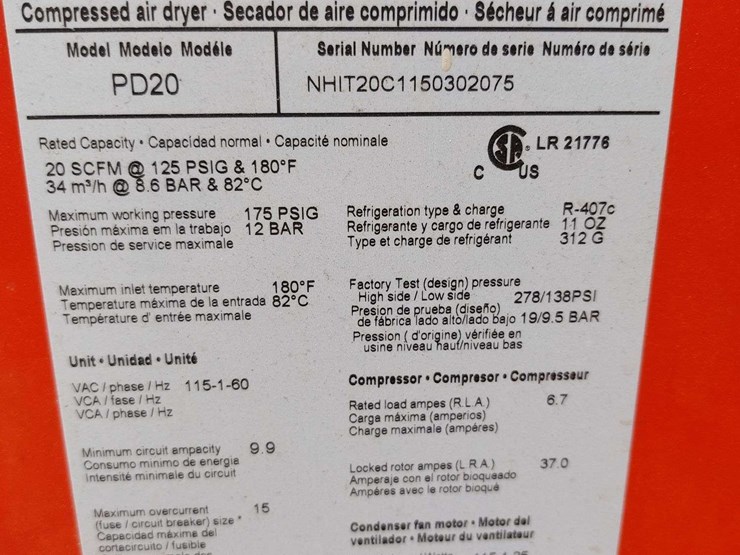 Compressed air dryer · Secador de aire comprimido · Sécheur á air comprimé
Model Modelo Modéle
Serial Number Número de serie Numéro de série
PD20
NHIT20C1150302075
Rated Capacity • Capacidad normal • Capacité nominale
20 SCFM @ 125 PSIG & 180°F
34 m³/h @ 8.6 BAR & 82°C
C SA US
LR 21776
Maximum working pressure 175 PSIG
Presión máxima em la trabajo 12 BAR
Pression de service maximale
Refrigeration type & charge R-407c
Refrigerante y cargo de refrigerante 11 OZ
Type et charge de refrigérant 312 G
Maximum inlet temperature 180°F
Temperatura máxima de la entrada 82°C
Température d' entrée maximale
Factory Test (design) pressure
High side / Low side 278/138PSI
Presion de prueba (diseño)
de fábrica lado alto/lado bajo 19/9.5 BAR
Pression ( d'origine) vérifiée en
usine niveau haut/niveau bas
Unit • Unidad • Unité
VAC / phase / Hz 115-1-60
VCA / fase / Hz
VCA / phase / Hz
Compressor • Compresor • Compresseur
Rated load ampes (R.L.A.) 6.7
Carga máxima (amperios)
Charge maximale (ampéres)
Minimum circuit ampacity 9.9
Consumo minimo de energia
Intensité minimale du circuit
Locked rotor ampes (L.R.A.) 37.0
Amperaje con el rotor bloqueado
Ampéres avec le rotor bloqué
Maximum overcurrent 15
(fuse / circuit breaker) size *
Capacidad máxima del
cortacircuito / fusible
Condenser fan motor • Motor del
ventilador • Moteur du ventilateur